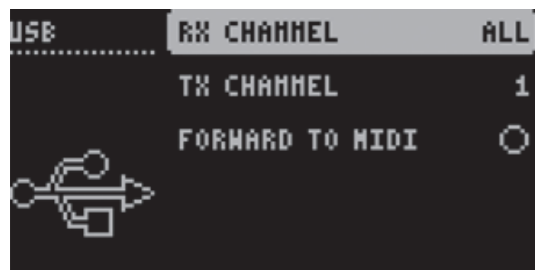 USB
RX CHANNEL ALL
TX CHANNEL 1
FORWARD TO MIDI